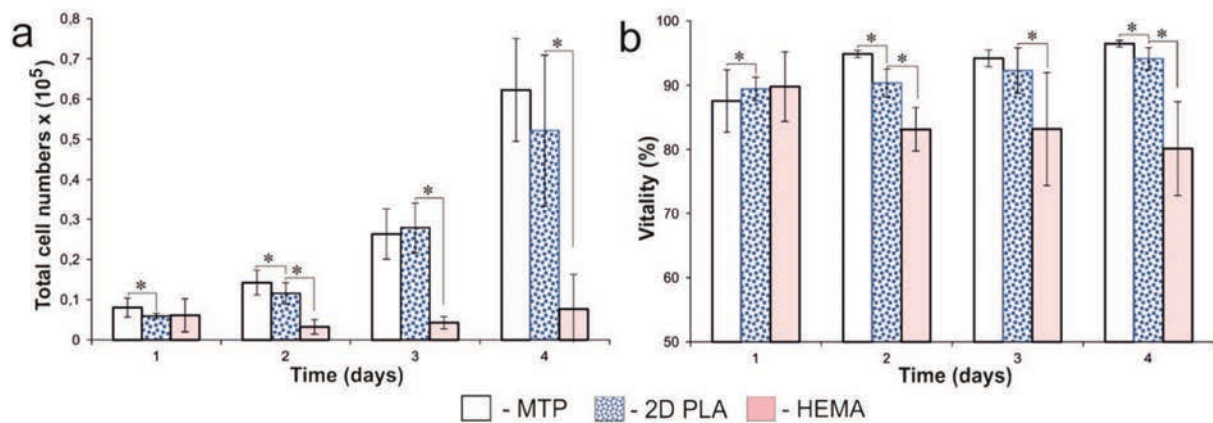 a
Total cell numbers x (10⁵)
0,8
0,7
0,6
0,5
0,3
0,3
0,2
0,1
0
* * * * *
1 2 3 4
Time (days)
b
Vitality (%)
100
90
80
70
60
50
* * * * * *
1 2 3 4
Time (days)
- MTP - 2D PLA - HEMA